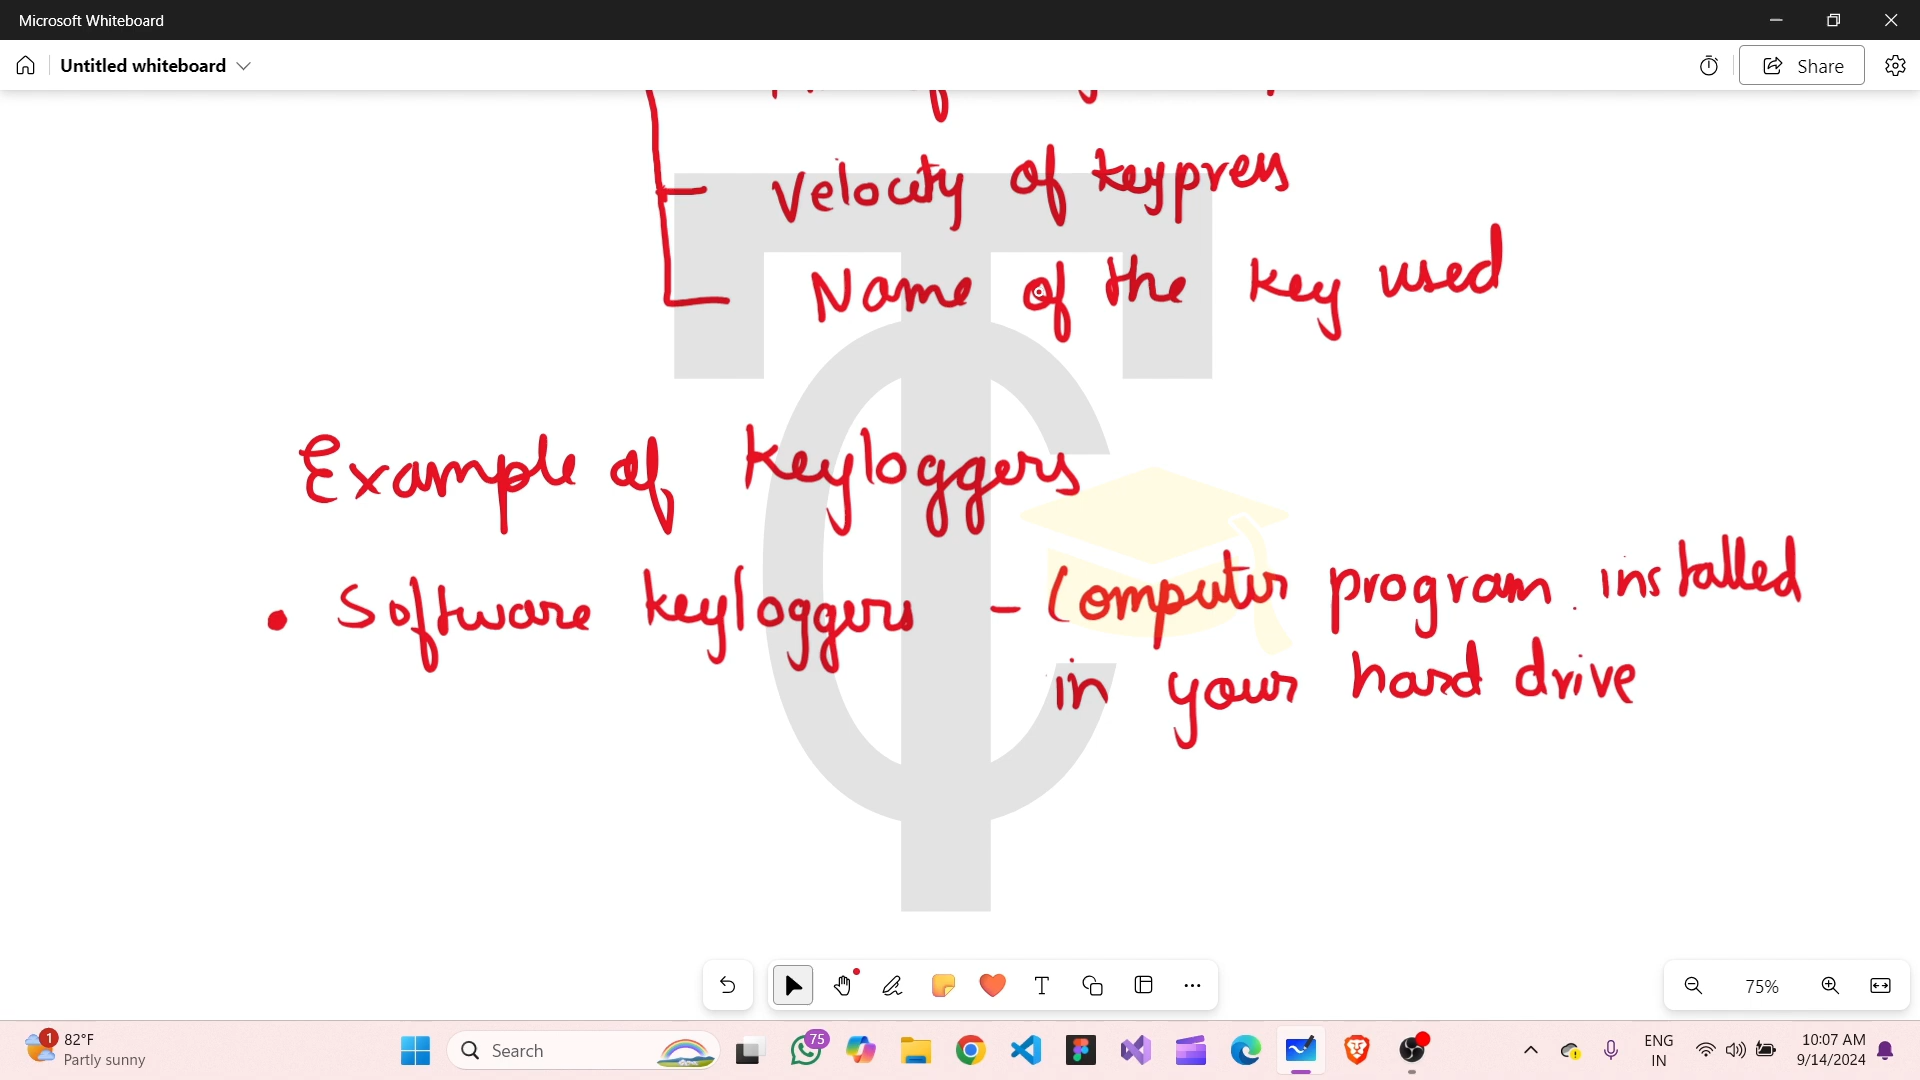 Microsoft Whiteboard
Untitled whiteboard
Share
Velocity of keypress
Name of the key used
Example of keyloggers
• Software keyloggers - Computer program installed
in your hard drive
75%
1
82°F
Partly sunny
Search
75
ENG
IN
10:07 AM
9/14/2024